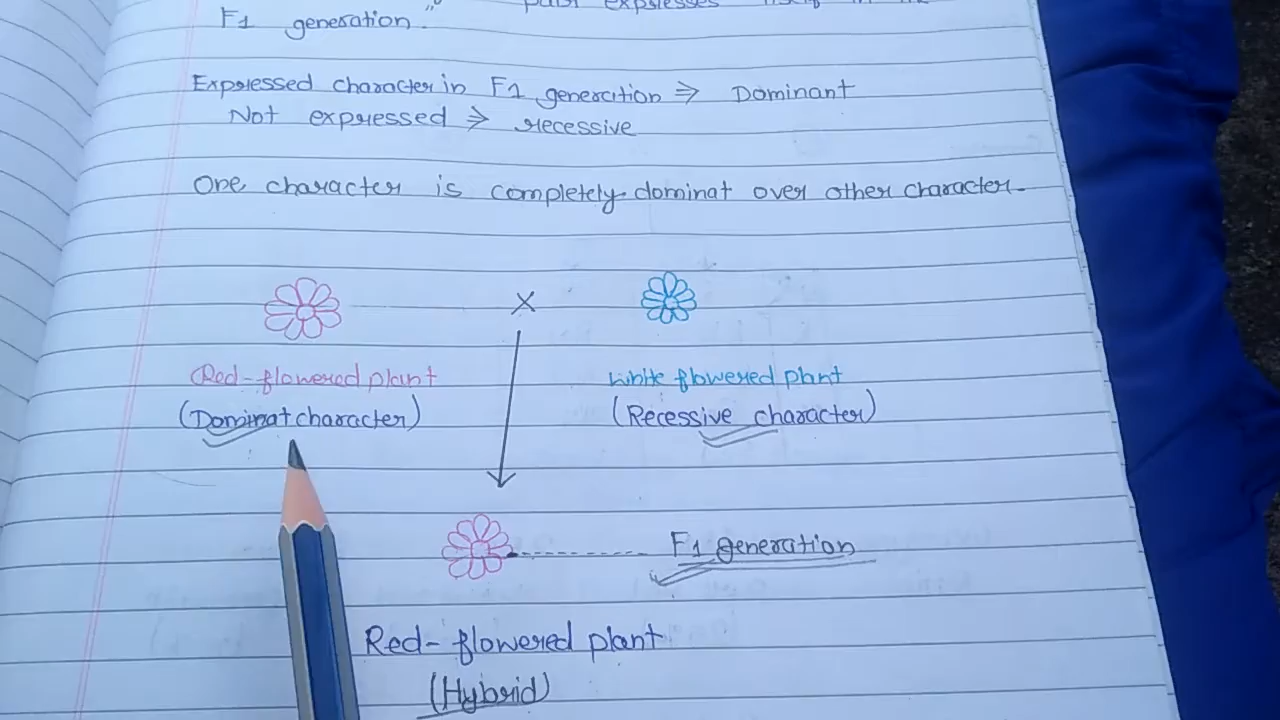 expresses
F1 generation."
Expressed character in F1 generation ⇒ Dominant
Not expressed ⇒ recessive
One character is completely dominat over other character.
×
Red-flowered plant
White flowered plant
(Dominat character)
(Recessive character)
F1 generation
Red-flowered plant
(Hybrid)